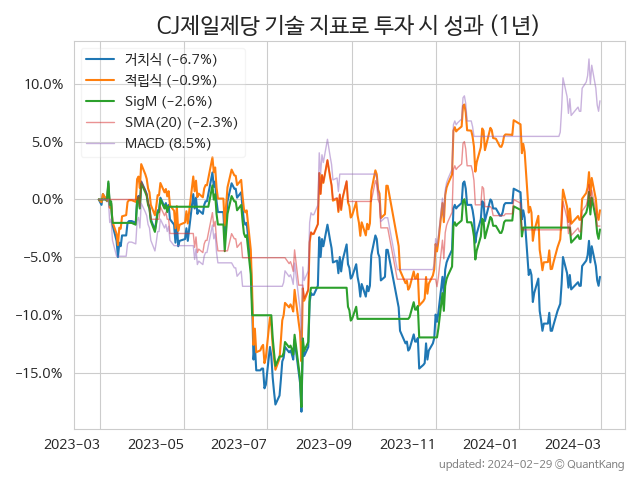 CJ제일제당 기술 지표로 투자 시 성과 (1년)
거치식 (−6.7%)
적립식 (−0.9%)
SigM (−2.6%)
SMA(20) (−2.3%)
MACD (8.5%)
10.0%
5.0%
0.0%
−5.0%
−10.0%
−15.0%
2023-03 2023-05 2023-07 2023-09 2023-11 2024-01 2024-03
updated: 2024-02-29 © QuantKang